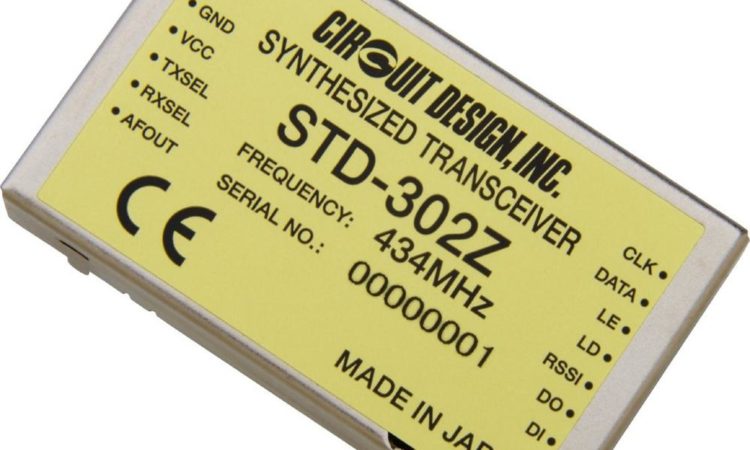 CIRCUIT DESIGN, INC.
SYNTHESIZED TRANSCEIVER
STD-302Z
FREQUENCY: 434MHz
SERIAL NO.: 00000001
MADE IN JAP
GND
VCC
TXSEL
RXSEL
AFOUT
CE
CLK
DATA
LE
LD
RSSI
DO
DI